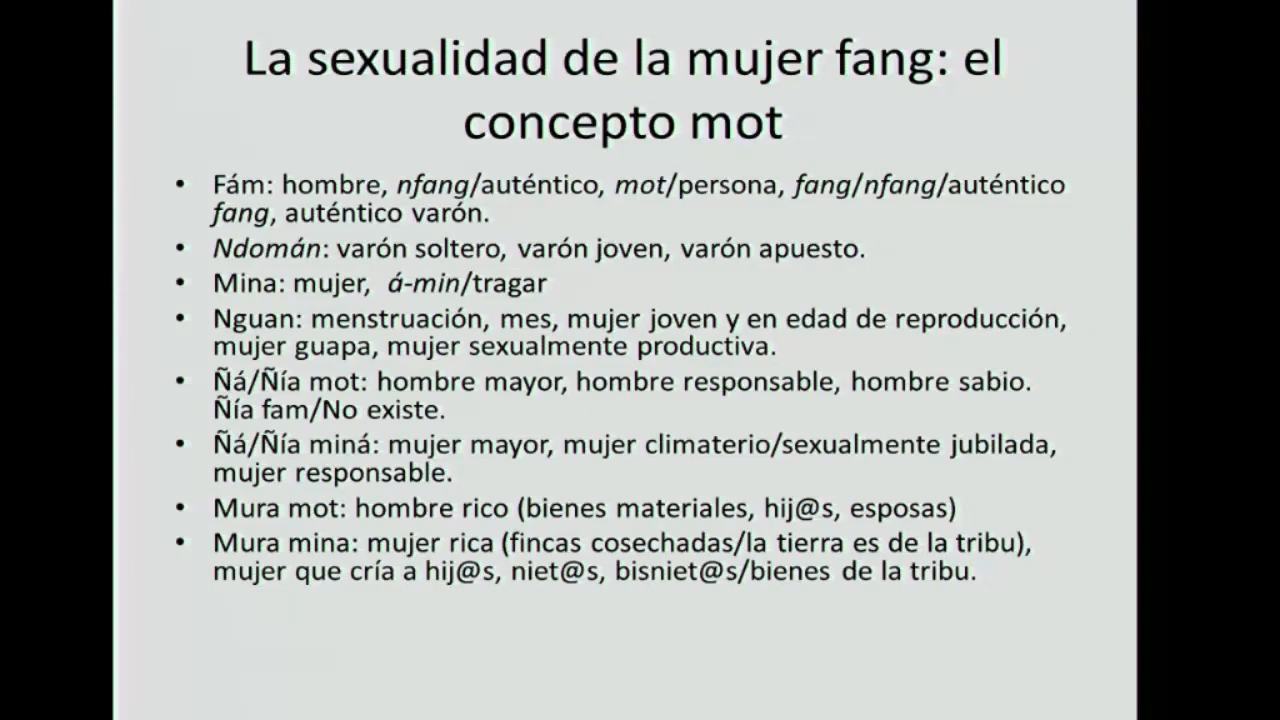 La sexualidad de la mujer fang: el
concepto mot
• Fám: hombre, nfang/auténtico, mot/persona, fang/nfang/auténtico
fang, auténtico varón.
• Ndomán: varón soltero, varón joven, varón apuesto.
• Mina: mujer, á-min/tragar
• Nguan: menstruación, mes, mujer joven y en edad de reproducción,
mujer guapa, mujer sexualmente productiva.
• Ñá/Ñía mot: hombre mayor, hombre responsable, hombre sabio.
Ñía fam/No existe.
• Ñá/Ñía miná: mujer mayor, mujer climaterio/sexualmente jubilada,
mujer responsable.
• Mura mot: hombre rico (bienes materiales, hij@s, esposas)
• Mura mina: mujer rica (fincas cosechadas/la tierra es de la tribu),
mujer que cría a hij@s, niet@s, bisniet@s/bienes de la tribu.